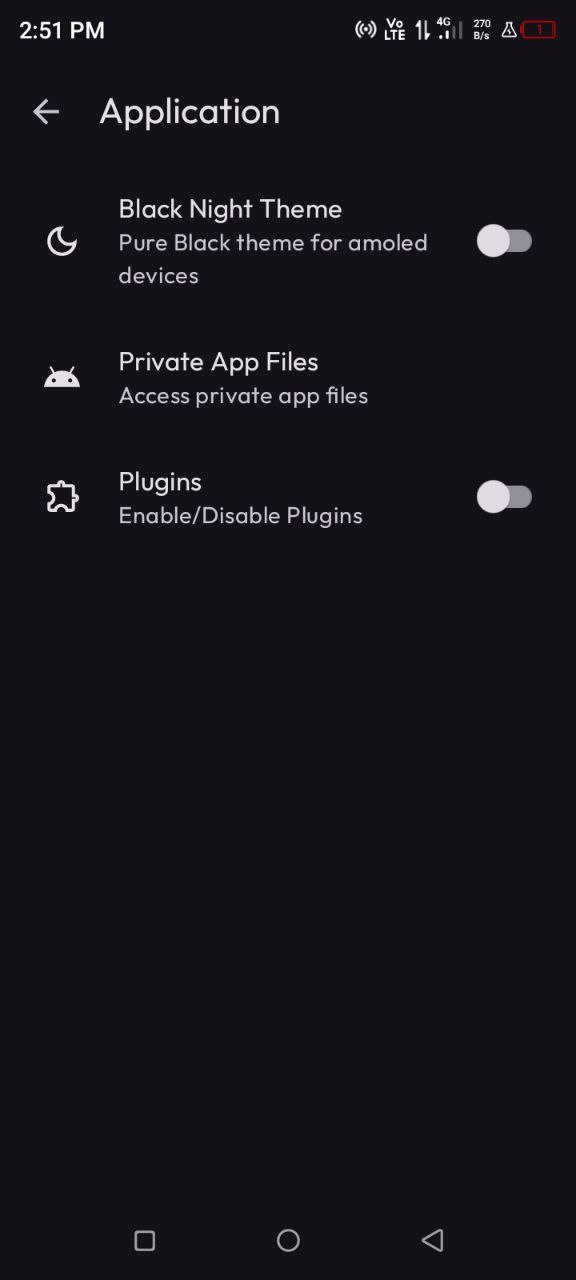 2:51 PM
Vo
LTE
4G
270
B/s
1
Application
Black Night Theme
Pure Black theme for amoled
devices
Private App Files
Access private app files
Plugins
Enable/Disable Plugins